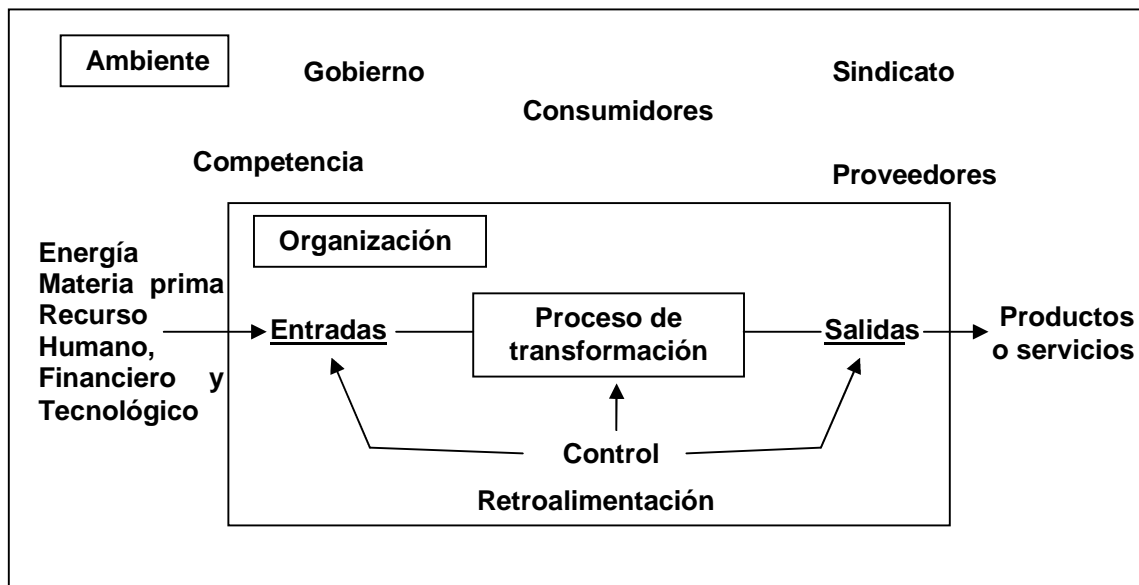 Ambiente
Gobierno
Sindicato
Consumidores
Competencia
Proveedores
Organización
Energía
Materia prima
Recurso
Humano,
Financiero y
Tecnológico
Entradas
Proceso de
transformación
Salidas
Productos
o servicios
Control
Retroalimentación